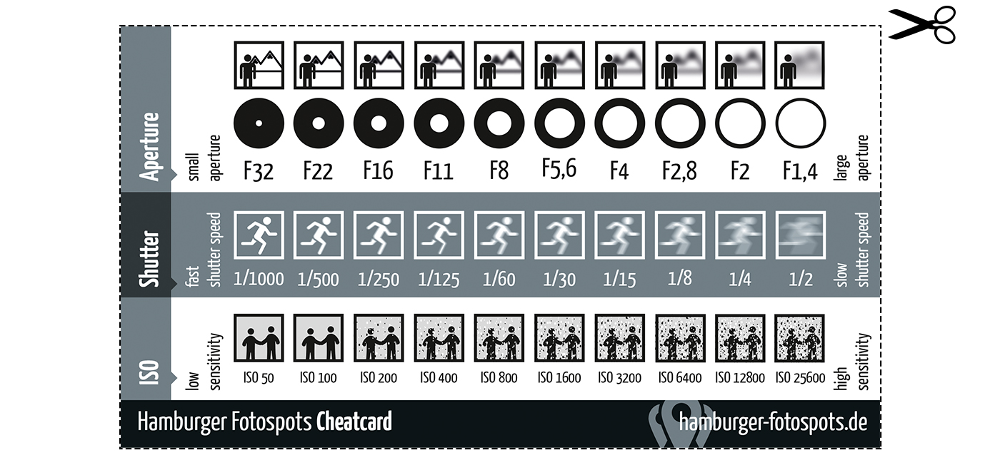 Aperture
small
aperture
F32 F22 F16 F11 F8 F5,6 F4 F2,8 F2 F1,4
large
aperture
Shutter
fast
shutter speed
1/1000 1/500 1/250 1/125 1/60 1/30 1/15 1/8 1/4 1/2
slow
shutter speed
ISO
low
sensitivity
ISO 50 ISO 100 ISO 200 ISO 400 ISO 800 ISO 1600 ISO 3200 ISO 6400 ISO 12800 ISO 25600
high
sensitivity
Hamburger Fotospots Cheatcard
hamburger-fotospots.de